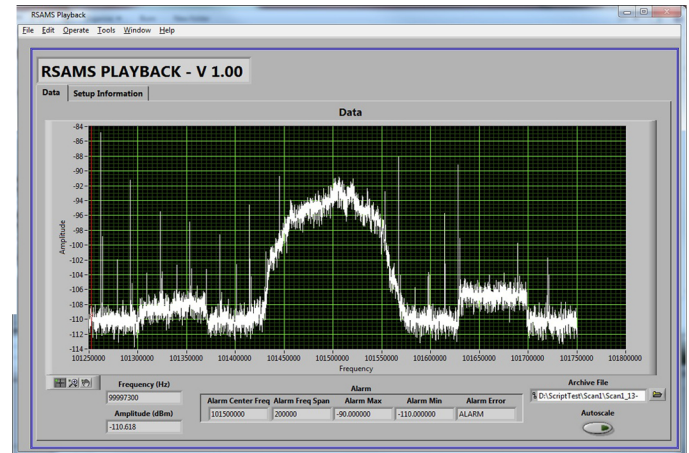 RSAMS Playback
File Edit Operate Tools Window Help
RSAMS PLAYBACK - V 1.00
Data Setup Information
Data
-84
-86
-88
-90
-92
-94
-96
-98
-100
-102
-104
-106
-108
-110
-112
-114
Amplitude
101250000 101300000 101350000 101400000 101450000 101500000 101550000 101600000 101650000 101700000 101750000 101800000
Frequency
Frequency (Hz)
99997300
Amplitude (dBm)
-110.618
Alarm
Alarm Center Freq Alarm Freq Span Alarm Max Alarm Min Alarm Error
101500000 200000 -90.000000 -110.000000 ALARM
Archive File
D:\ScriptTest\Scan1\Scan1_13-
Autoscale